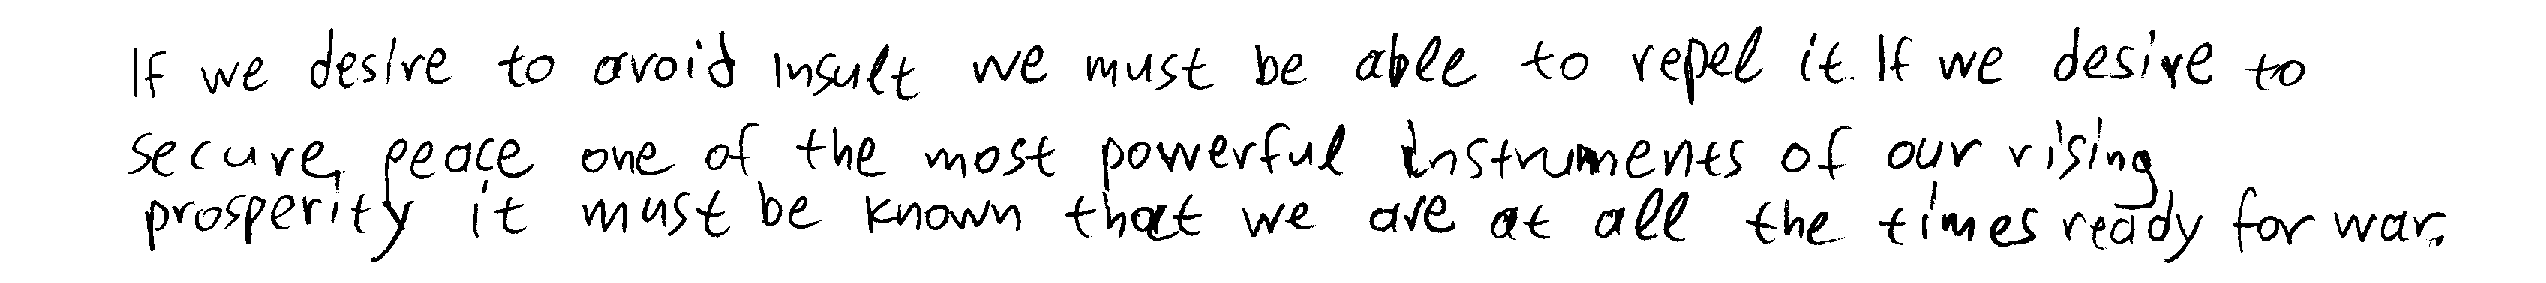 If we desire to avoid insult we must be able to repel it. If we desire to
secure peace one of the most powerful instruments of our rising
prosperity it must be known that we are at all the times ready for war.